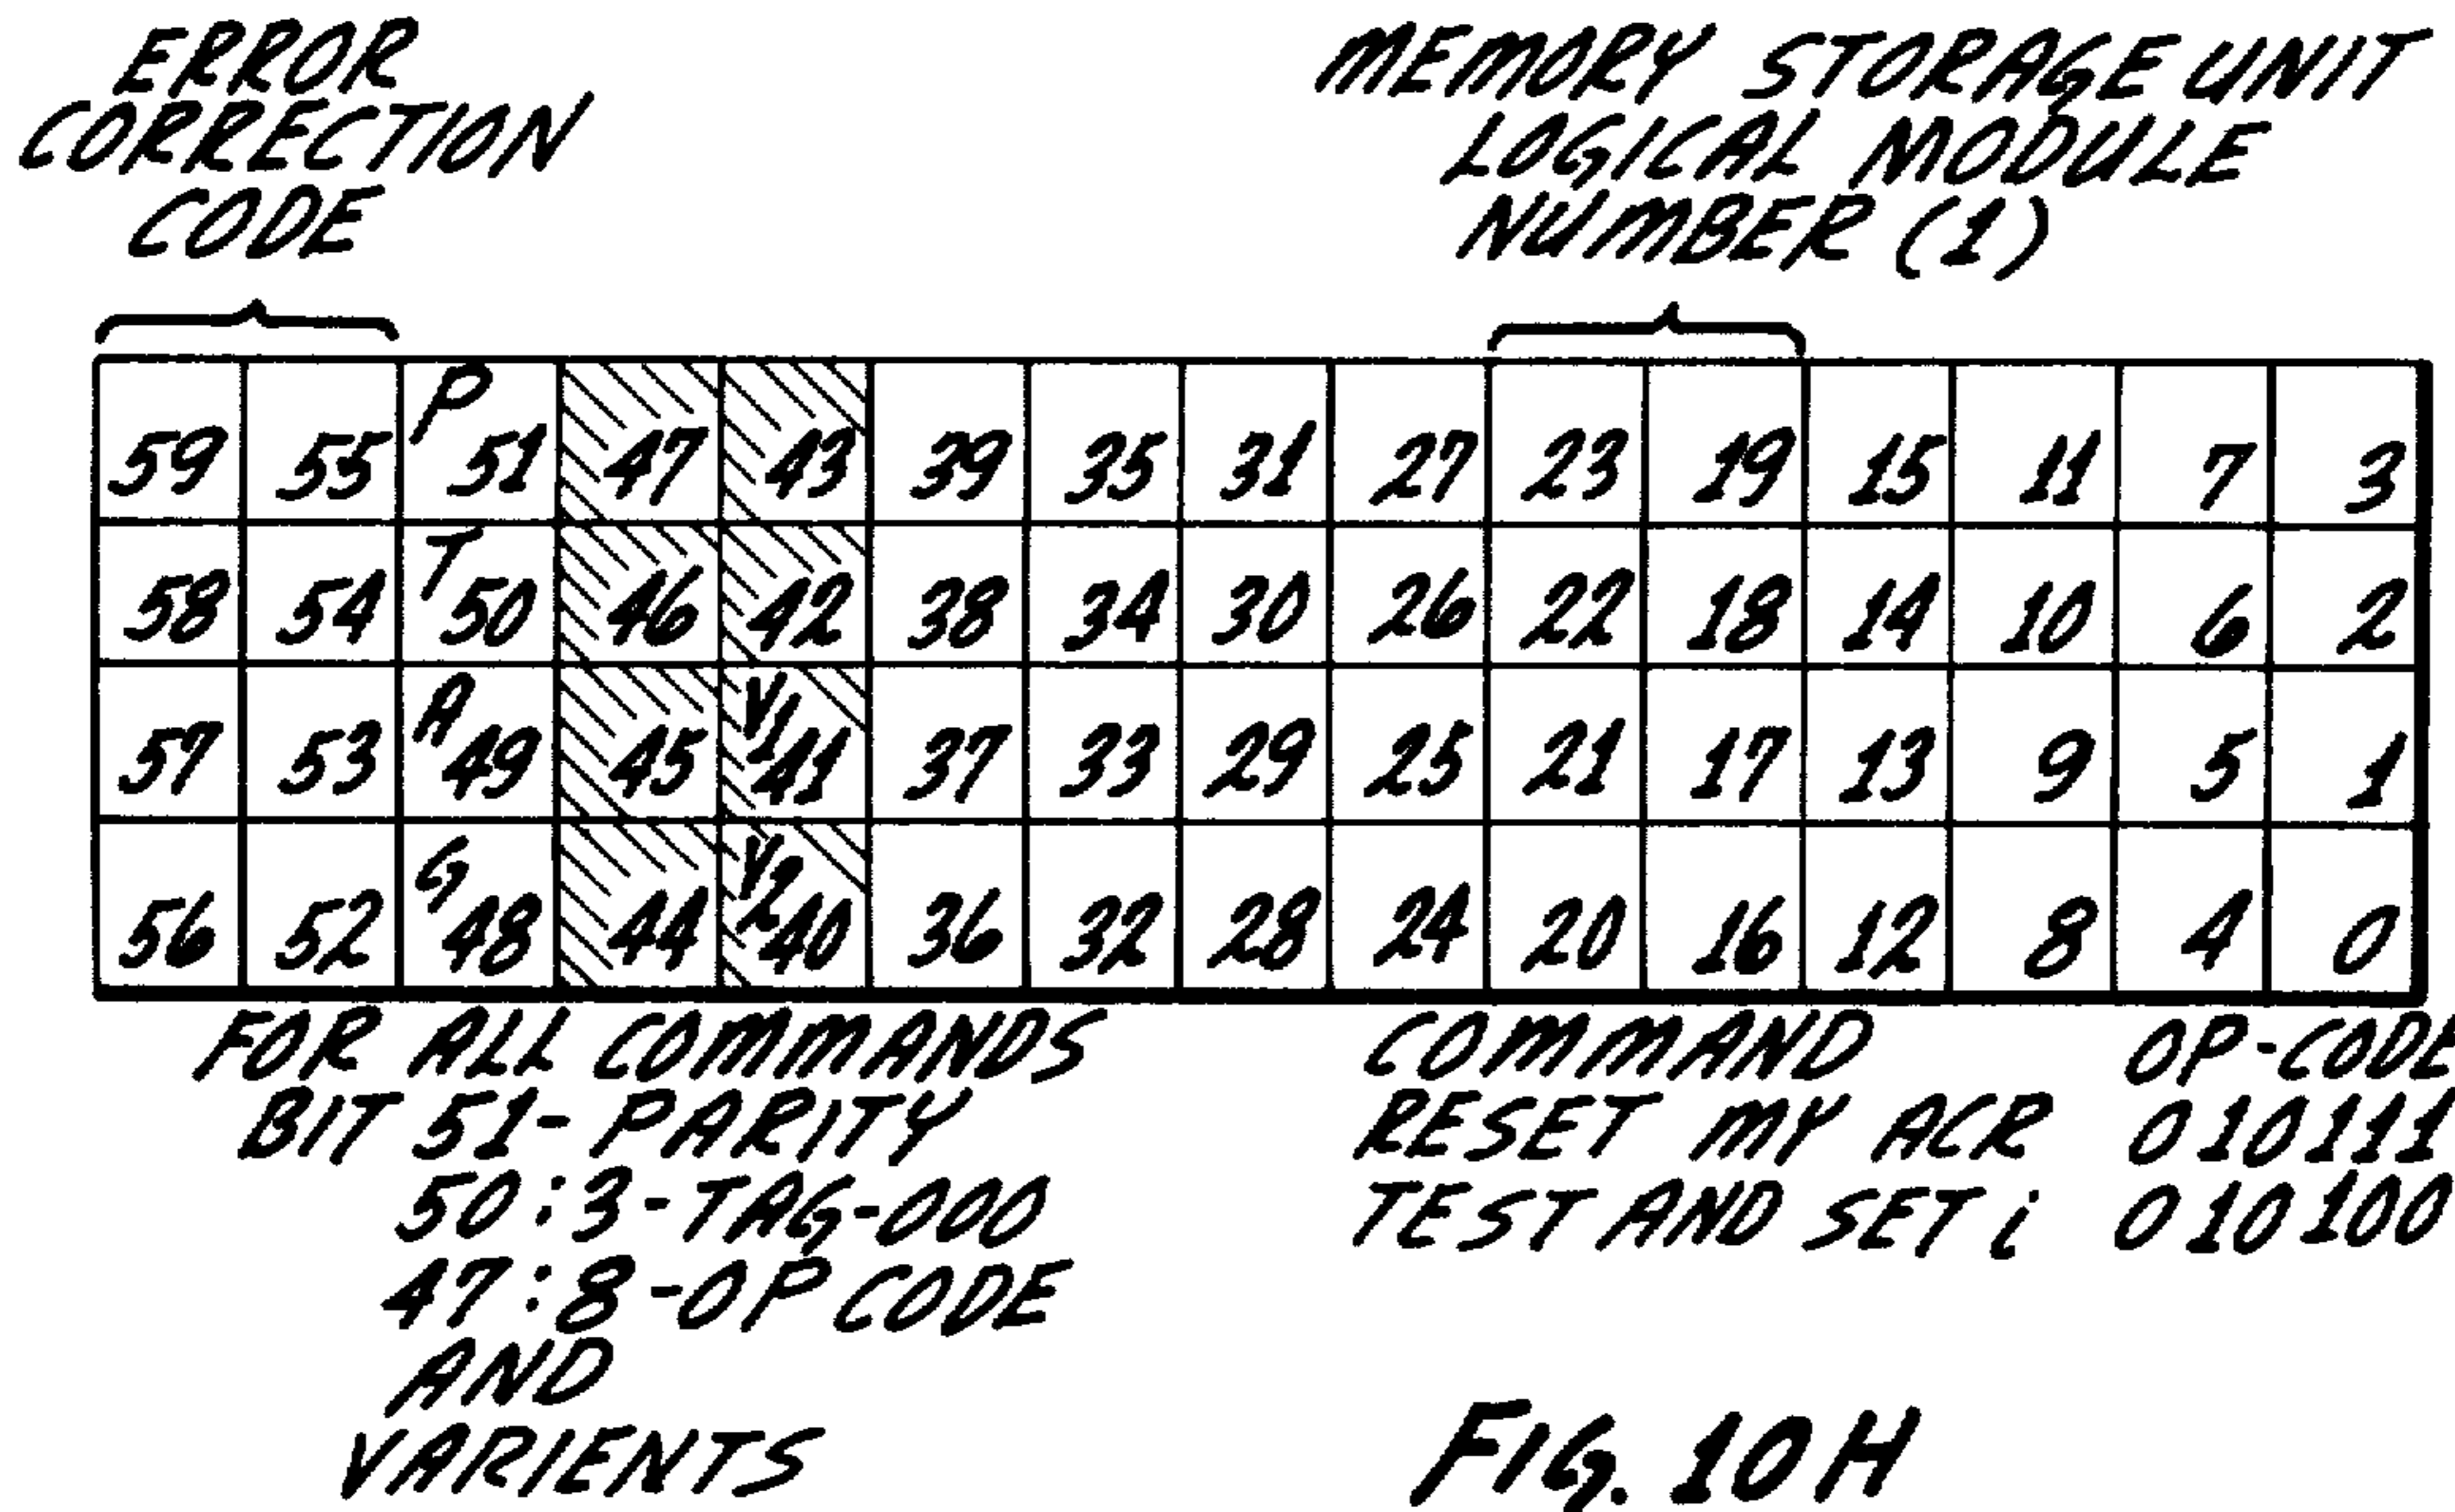 ERROR
CORRECTION
CODE
MEMORY STORAGE UNIT
LOGICAL MODULE
NUMBER (1)
P
59 55 51 47 43 39 35 31 27 23 19 15 11 7 3
T
58 54 50 46 42 38 34 30 26 22 18 14 10 6 2
A V1
57 53 49 45 41 37 33 29 25 21 17 13 9 5 1
G V2
56 52 48 44 40 36 32 28 24 20 16 12 8 4 0
FOR ALL COMMANDS
BIT 51- PARITY
50:3-TAG-000
47:8-OP CODE
AND
VARIENTS
COMMAND OP-CODE
RESET MY ACR 010111
TEST AND SET i 010100
FIG. 10H